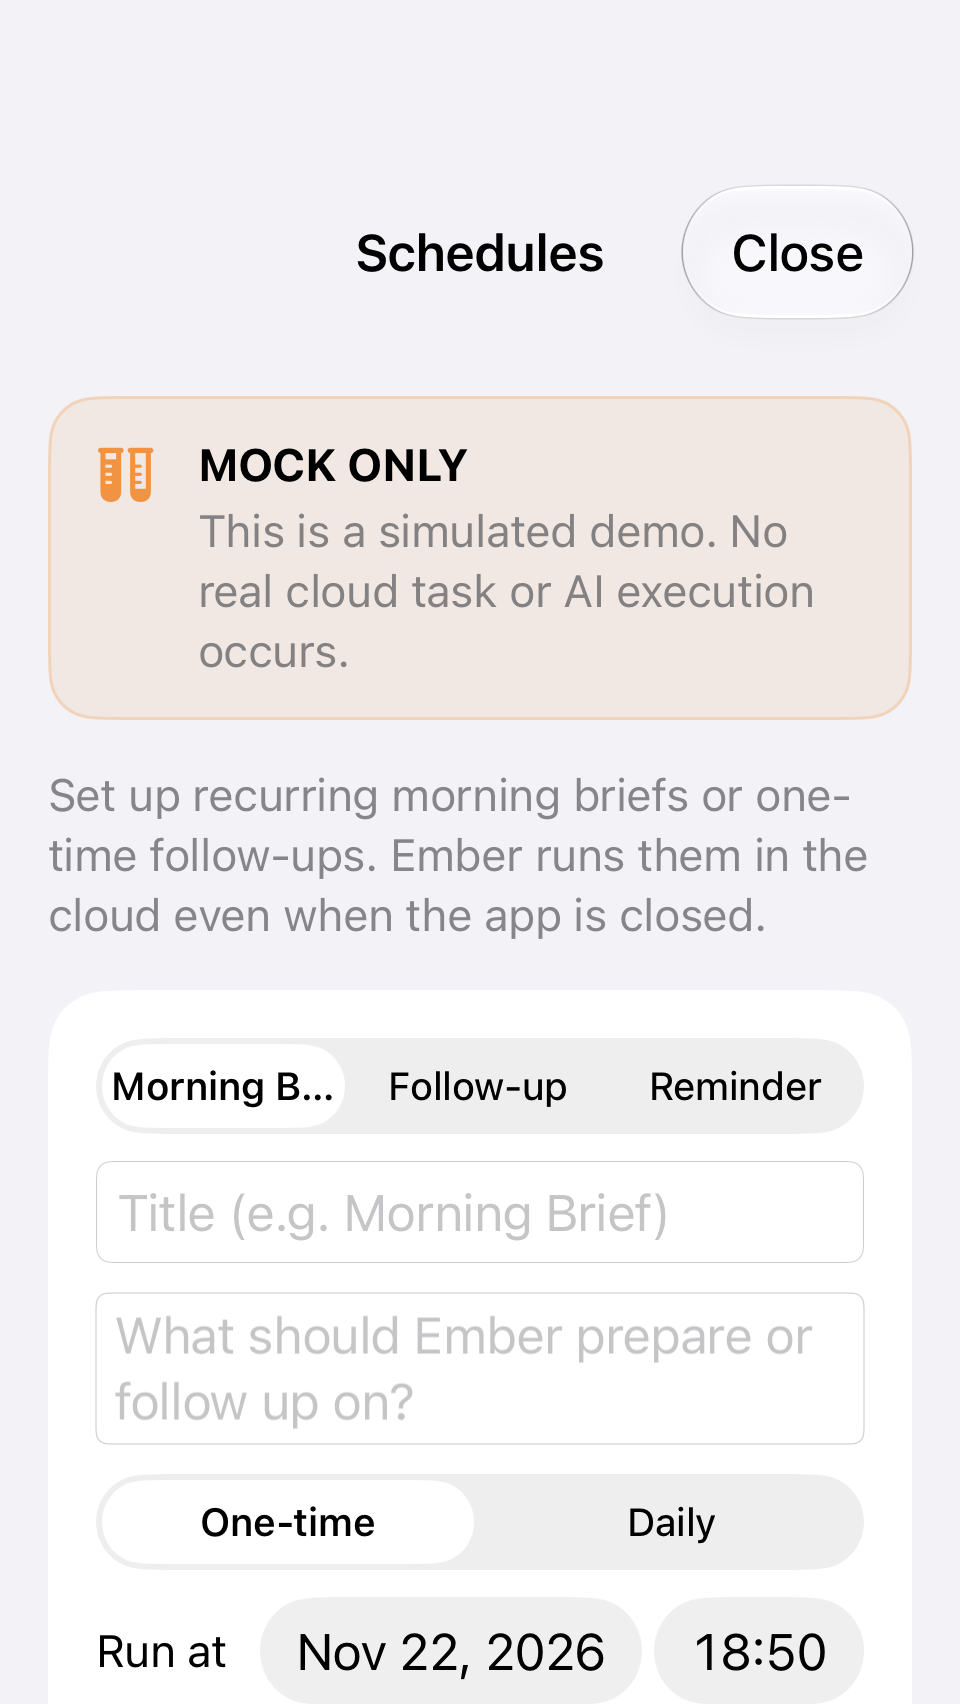 Schedules
Close
MOCK ONLY
This is a simulated demo. No
real cloud task or AI execution
occurs.
Set up recurring morning briefs or one-
time follow-ups. Ember runs them in the
cloud even when the app is closed.
Morning B...
Follow-up
Reminder
Title (e.g. Morning Brief)
What should Ember prepare or
follow up on?
One-time
Daily
Run at
Nov 22, 2026
18:50